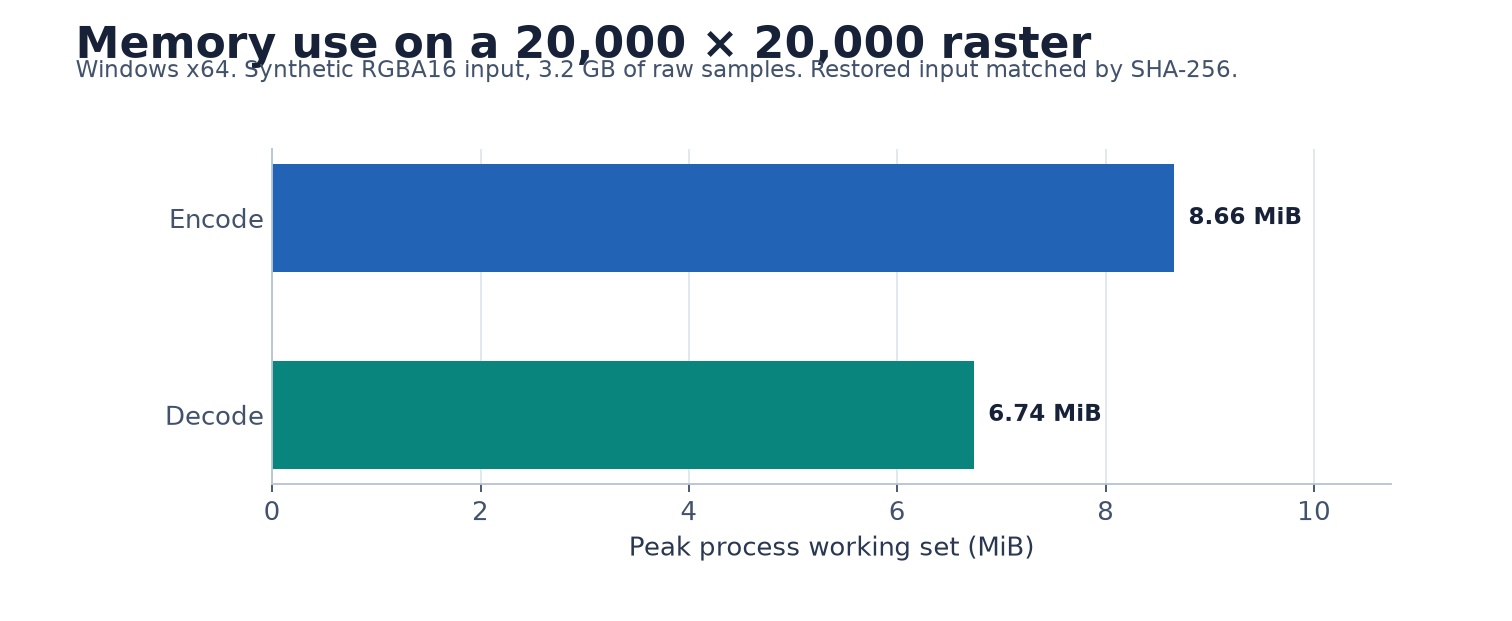 Memory use on a 20,000 × 20,000 raster
Windows x64. Synthetic RGBA16 input, 3.2 GB of raw samples. Restored input matched by SHA-256.
Encode
8.66 MiB
Decode
6.74 MiB
0 2 4 6 8 10
Peak process working set (MiB)